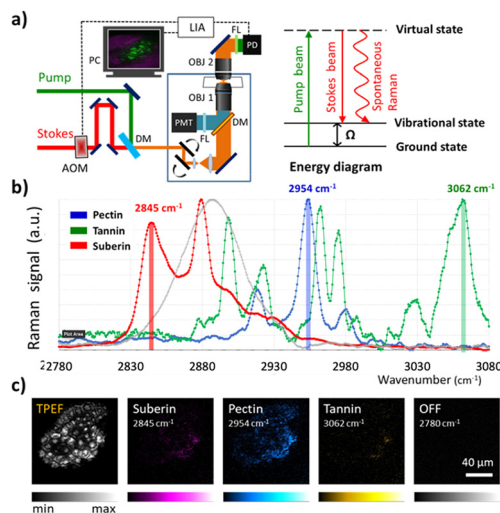 a)
LIA
FL
PD
PC
OBJ 2
OBJ 1
Pump
PMT
DM
FL
Stokes
DM
AOM
Virtual state
Pump beam
Stokes beam
Spontaneous
Raman
Vibrational state
Ω
Ground state
Energy diagram
b)
2845 cm-1
2954 cm-1
3062 cm-1
Pectin
Tannin
Suberin
Raman signal (a.u.)
Plot Area
22780
2830
2880
2930
2980
3030
3080
Wavenumber (cm-1)
c)
TPEF
Suberin
2845 cm-1
Pectin
2954 cm-1
Tannin
3062 cm-1
OFF
2780 cm-1
40 μm
min
max